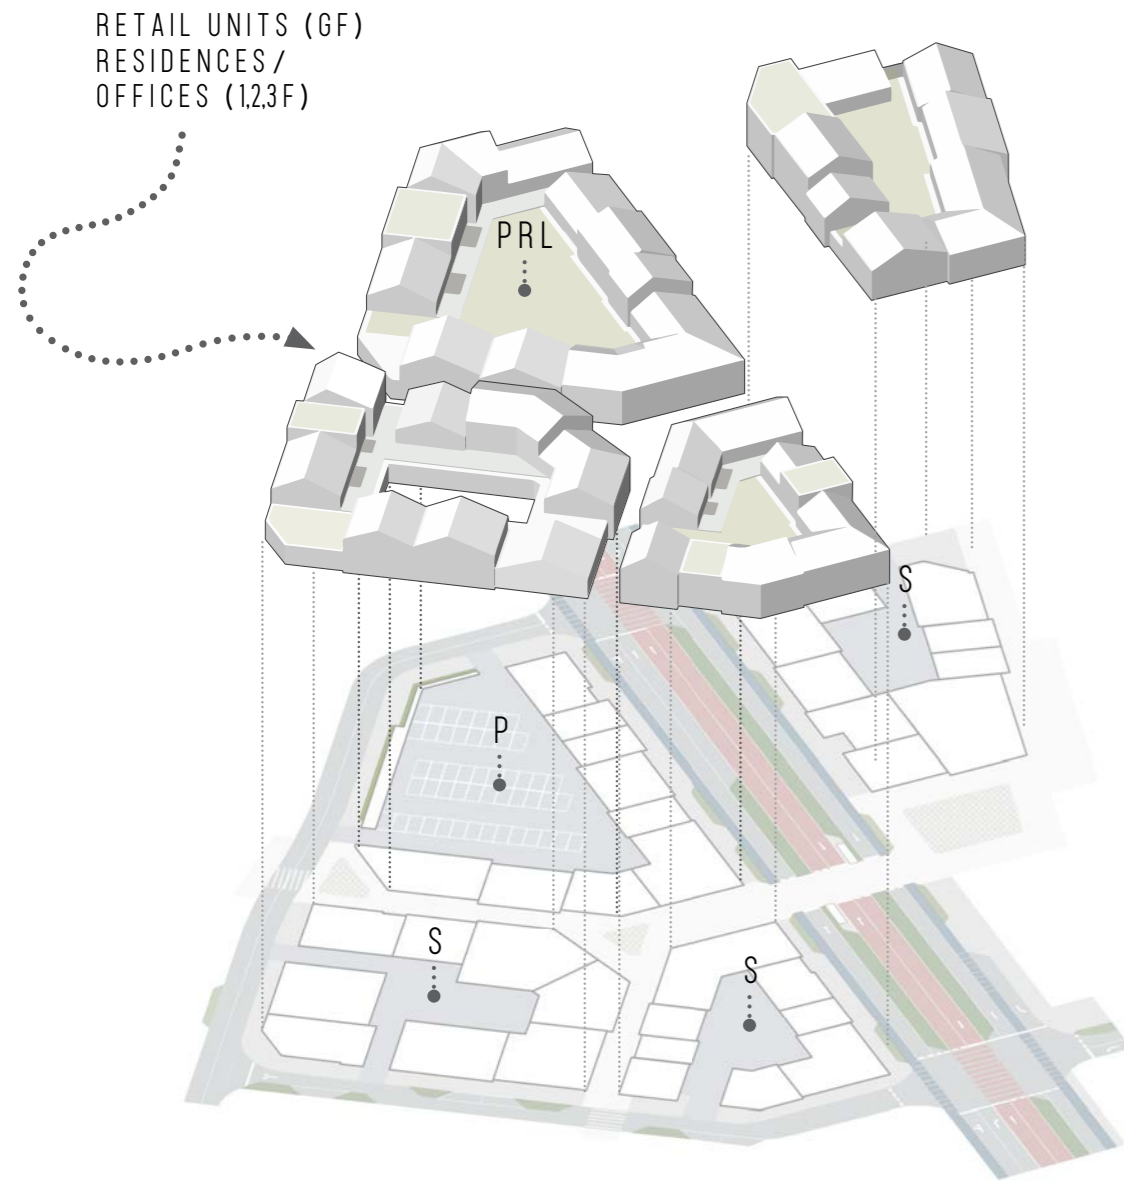 RETAIL UNITS (GF)
RESIDENCES/
OFFICES (1,2,3F)
PRL
S
P
S
S